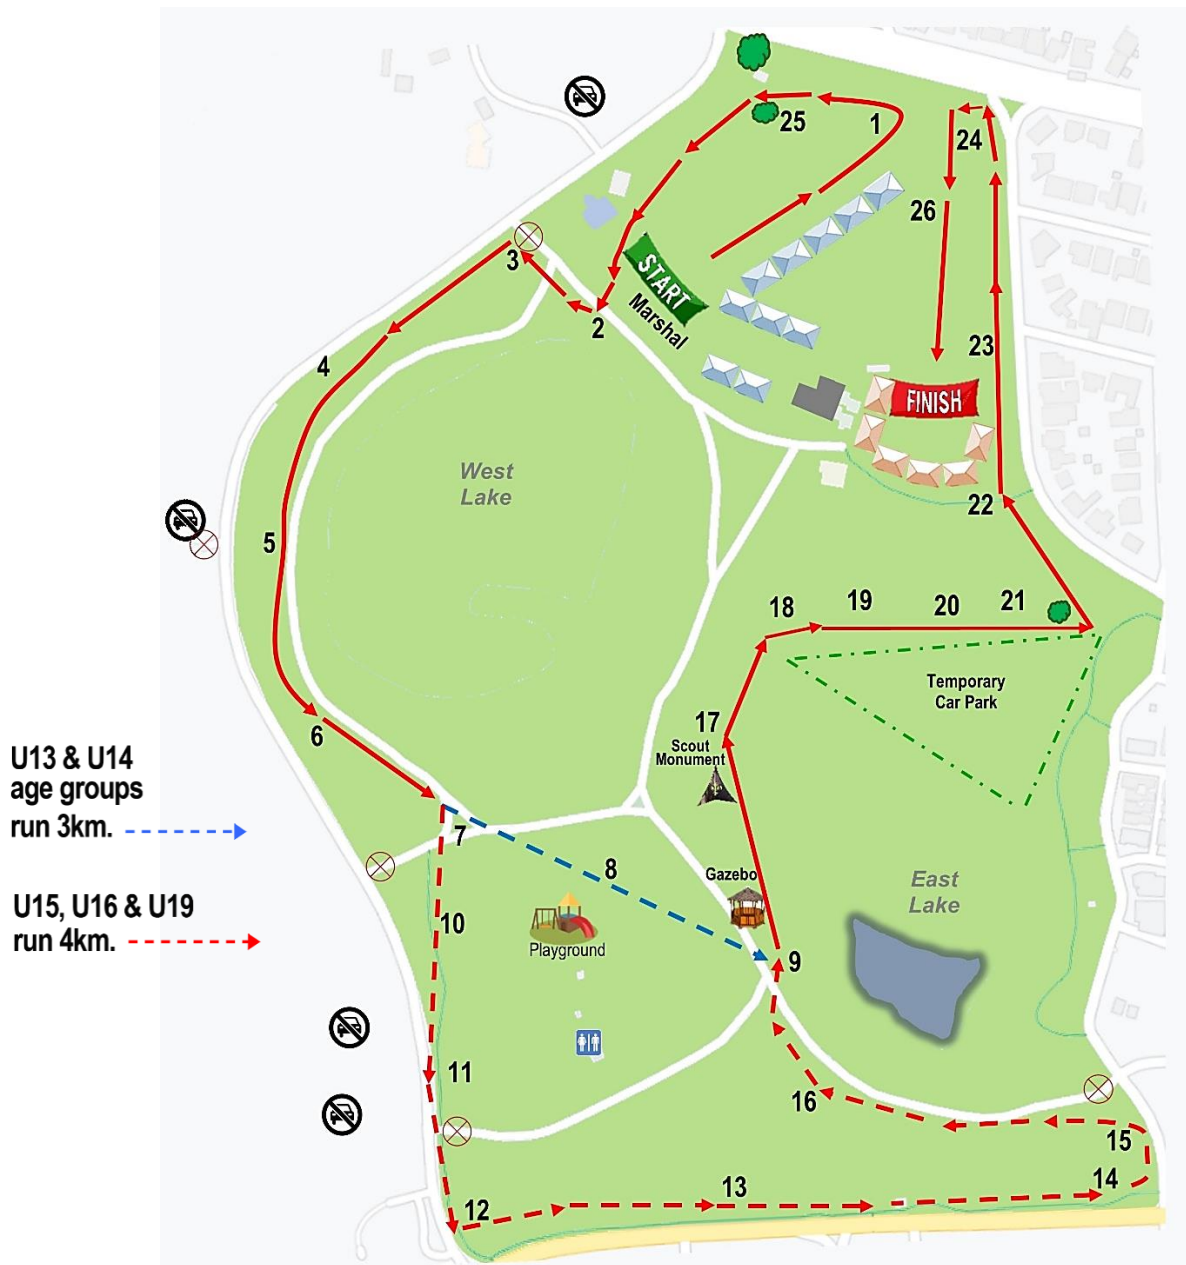 25
1
24
26
START
Marshal
3
2
23
4
FINISH
West
Lake
22
5
18
19
20
21
Temporary
Car Park
17
Scout
Monument
6
U13 & U14
age groups
run 3km.
7
8
Gazebo
East
Lake
U15, U16 & U19
run 4km.
10
Playground
9
11
16
15
14
13
12